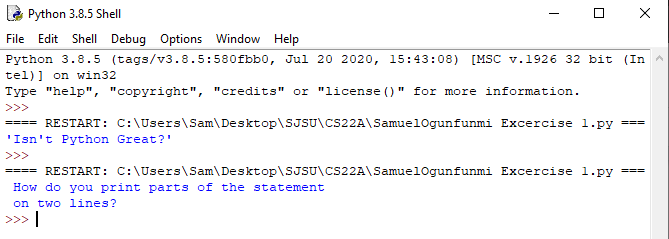 Python 3.8.5 Shell
File Edit Shell Debug Options Window Help
Python 3.8.5 (tags/v3.8.5:580fbb0, Jul 20 2020, 15:43:08) [MSC v.1926 32 bit (In
tel)] on win32
Type "help", "copyright", "credits" or "license()" for more information.
>>>
==== RESTART: C:\Users\Sam\Desktop\SJSU\CS22A\SamuelOgunfunmi Excercise 1.py ===
'Isn't Python Great?'
>>>
==== RESTART: C:\Users\Sam\Desktop\SJSU\CS22A\SamuelOgunfunmi Excercise 1.py ===
 How do you print parts of the statement
 on two lines?
>>>